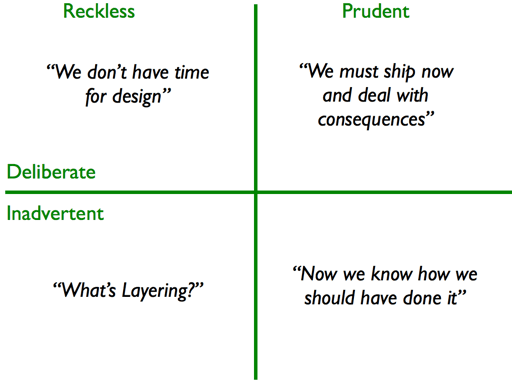 Reckless
Prudent
“We don’t have time
for design”
“We must ship now
and deal with
consequences”
Deliberate
Inadvertent
“What’s Layering?”
“Now we know how we
should have done it”